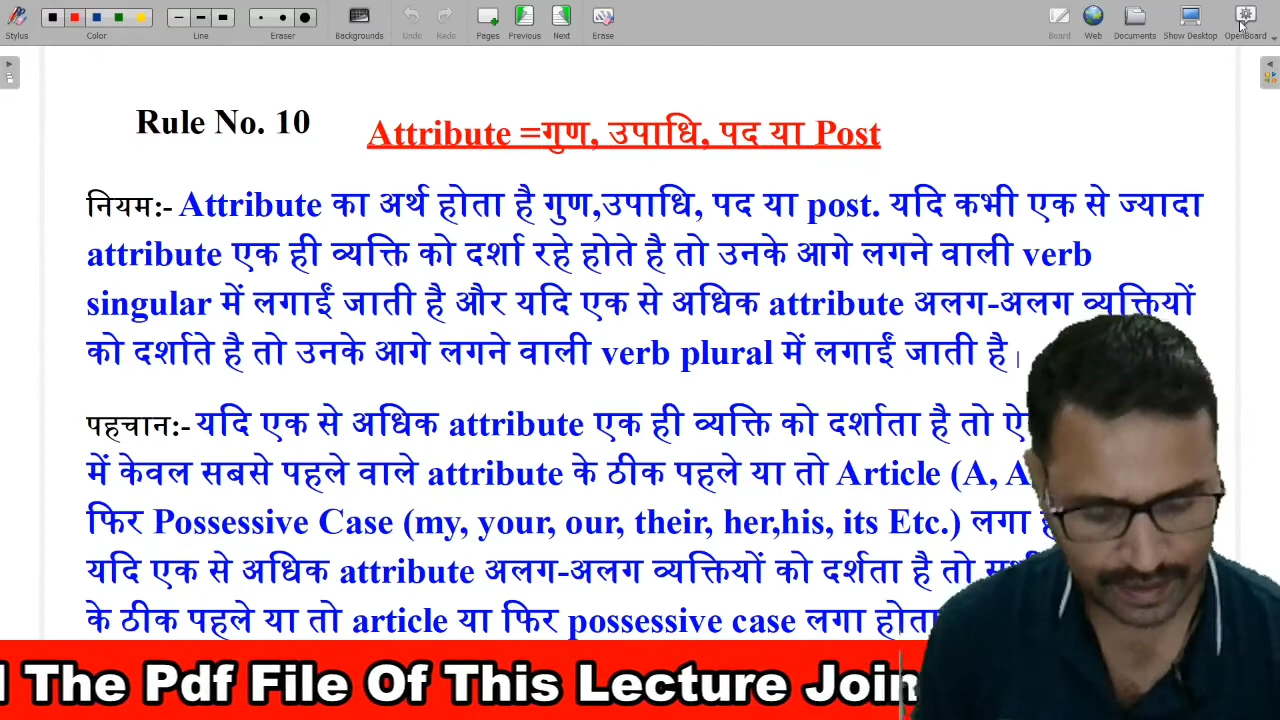 Stylus Color Line Eraser Backgrounds Undo Redo Pages Previous Next Erase Board Web Documents Show Desktop OpenBoard
Rule No. 10 Attribute =गुण, उपाधि, पद या Post
नियम:- Attribute का अर्थ होता है गुण,उपाधि, पद या post. यदि कभी एक से ज्यादा
attribute एक ही व्यक्ति को दर्शा रहे होते है तो उनके आगे लगने वाली verb
singular में लगाईं जाती है और यदि एक से अधिक attribute अलग-अलग व्यक्तियों
को दर्शाते है तो उनके आगे लगने वाली verb plural में लगाईं जाती है।
पहचान:- यदि एक से अधिक attribute एक ही व्यक्ति को दर्शाता है तो
में केवल सबसे पहले वाले attribute के ठीक पहले या तो Article (A,
फिर Possessive Case (my, your, our, their, her,his, its Etc.) लगा
यदि एक से अधिक attribute अलग-अलग व्यक्तियों को दर्शता है तो
के ठीक पहले या तो article या फिर possessive case लगा होता
The Pdf File Of This Lecture Join